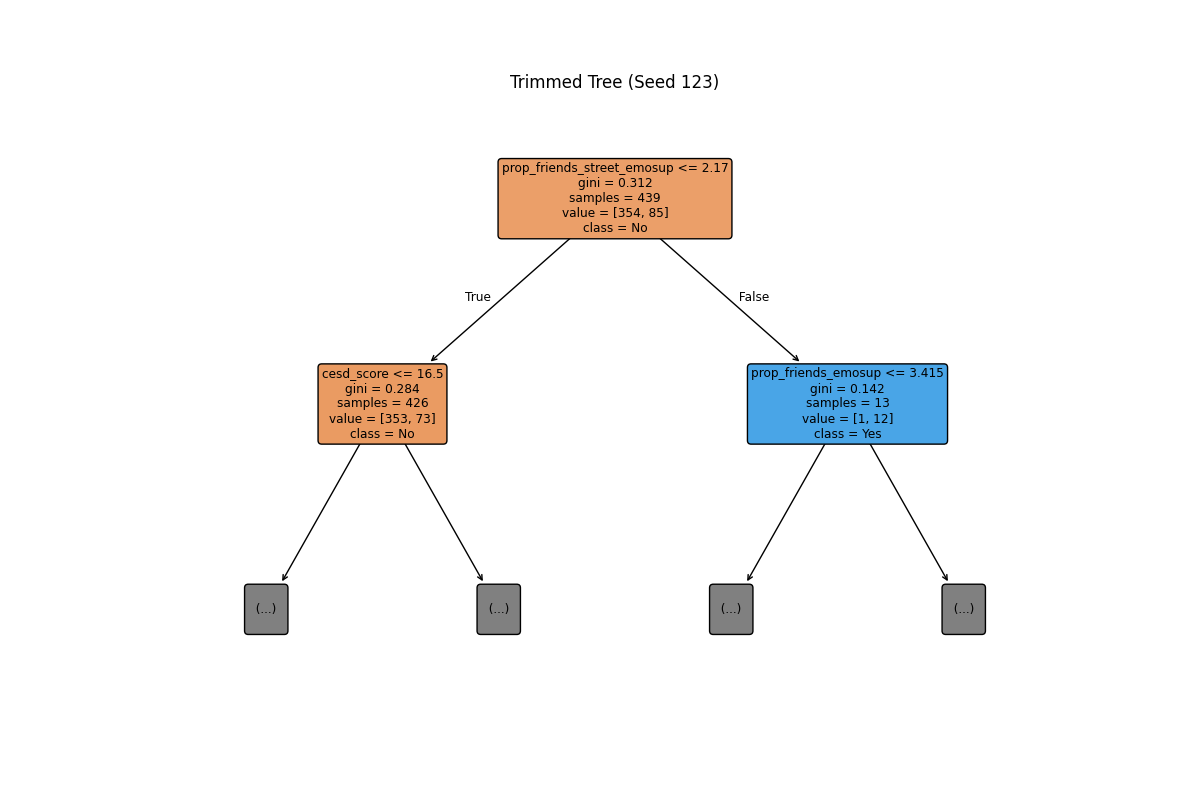 Trimmed Tree (Seed 123)
prop_friends_street_emosup <= 2.17
gini = 0.312
samples = 439
value = [354, 85]
class = No
True
False
cesd_score <= 16.5
gini = 0.284
samples = 426
value = [353, 73]
class = No
prop_friends_emosup <= 3.415
gini = 0.142
samples = 13
value = [1, 12]
class = Yes
(...)
(...)
(...)
(...)